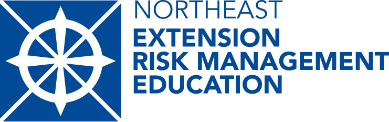 NORTHEAST
EXTENSION
RISK MANAGEMENT
EDUCATION